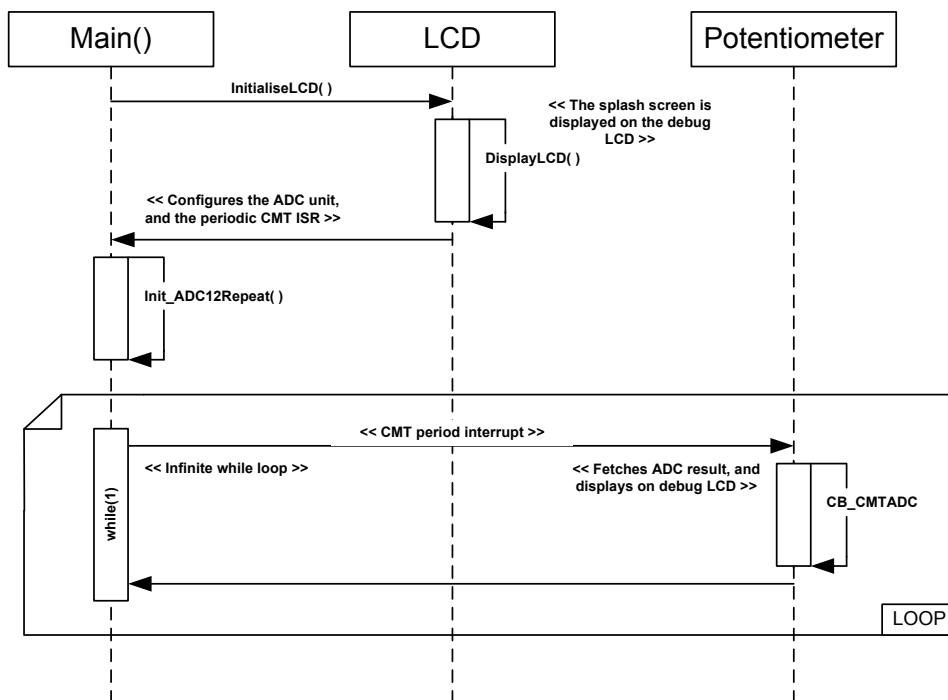 Main()
LCD
Potentiometer
InitialiseLCD( )
<< The splash screen is
displayed on the debug
LCD >>
DisplayLCD( )
<< Configures the ADC unit,
and the periodic CMT ISR >>
Init_ADC12Repeat( )
<< CMT period interrupt >>
<< Infinite while loop >>
<< Fetches ADC result, and
displays on debug LCD >>
while(1)
CB_CMTADC
LOOP